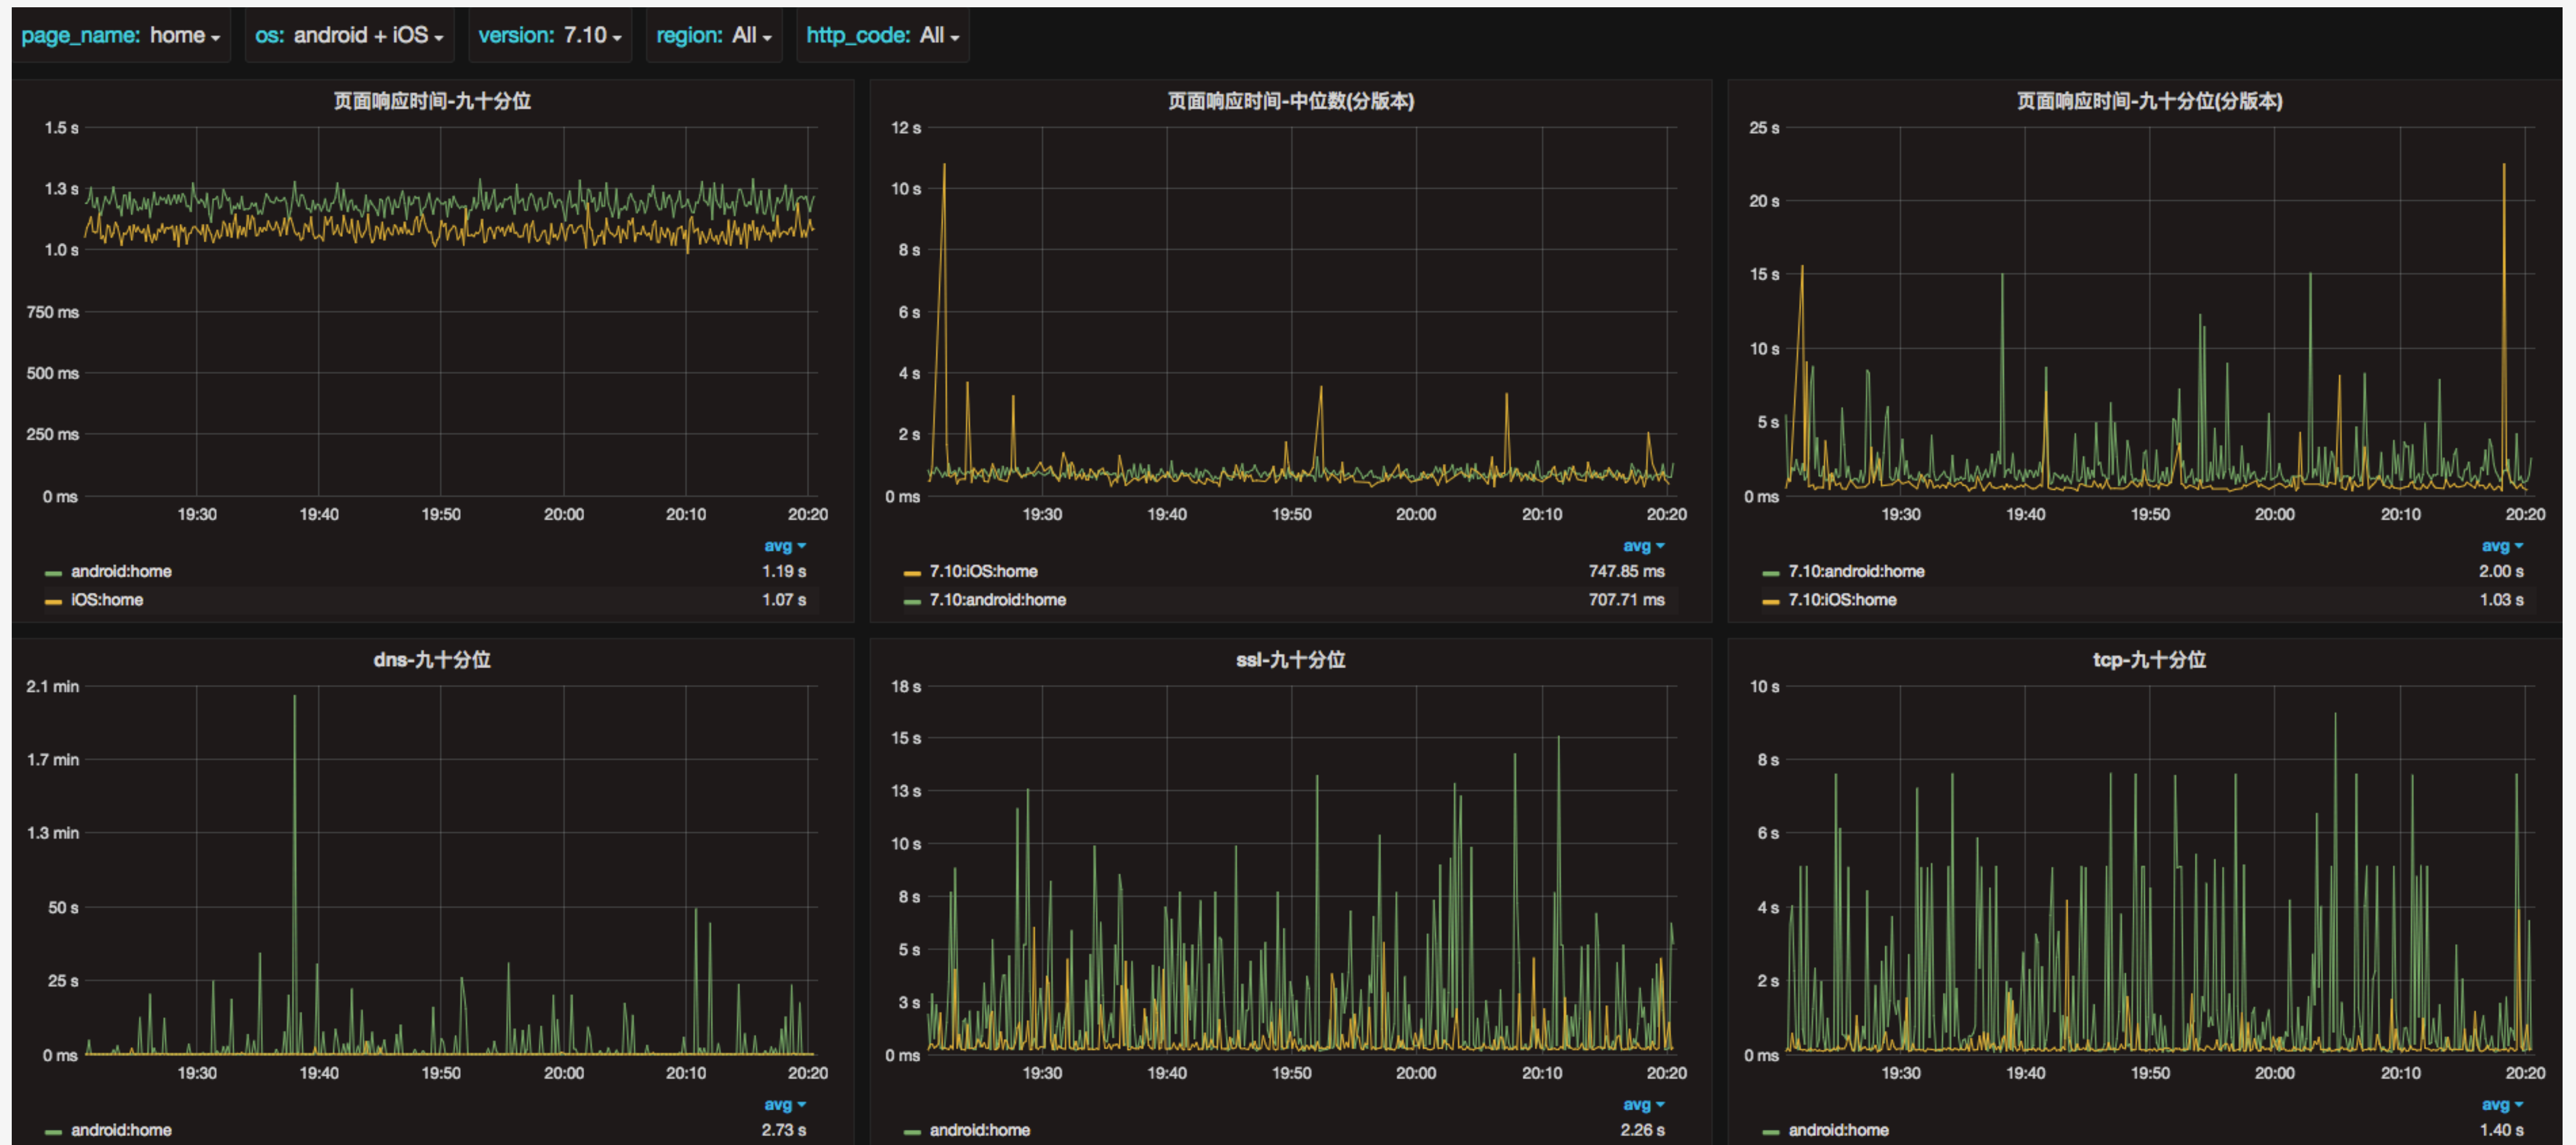 page_name: home os: android + iOS version: 7.10 region: All http_code: All
页面响应时间-九十分位
1.5 s
1.3 s
1.0 s
750 ms
500 ms
250 ms
0 ms
19:30 19:40 19:50 20:00 20:10 20:20
avg
android:home 1.19 s
iOS:home 1.07 s
页面响应时间-中位数(分版本)
12 s
10 s
8 s
6 s
4 s
2 s
0 ms
19:30 19:40 19:50 20:00 20:10 20:20
avg
7.10:iOS:home 747.85 ms
7.10:android:home 707.71 ms
页面响应时间-九十分位(分版本)
25 s
20 s
15 s
10 s
5 s
0 ms
19:30 19:40 19:50 20:00 20:10 20:20
avg
7.10:android:home 2.00 s
7.10:iOS:home 1.03 s
dns-九十分位
2.1 min
1.7 min
1.3 min
50 s
25 s
0 ms
19:30 19:40 19:50 20:00 20:10 20:20
avg
android:home 2.73 s
ssl-九十分位
18 s
15 s
13 s
10 s
8 s
5 s
3 s
0 ms
19:30 19:40 19:50 20:00 20:10 20:20
avg
android:home 2.26 s
tcp-九十分位
10 s
8 s
6 s
4 s
2 s
0 ms
19:30 19:40 19:50 20:00 20:10 20:20
avg
android:home 1.40 s